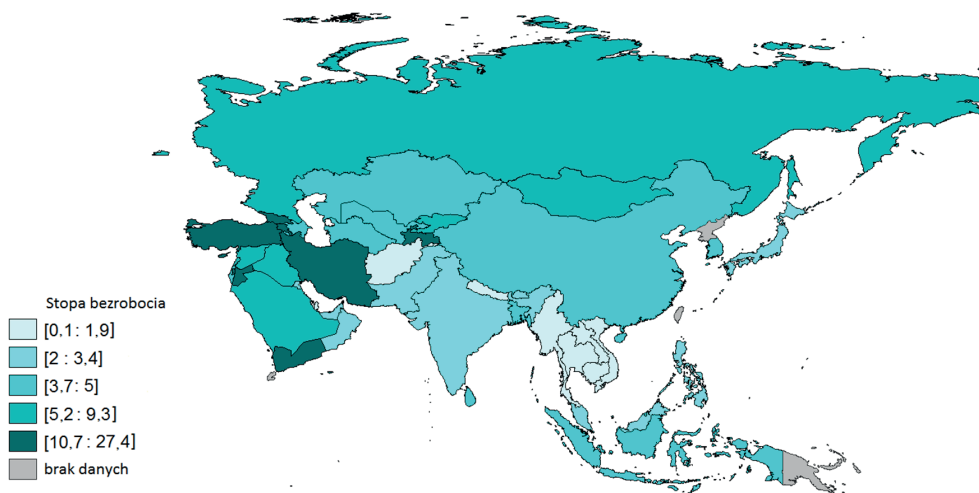 Stopa bezrobocia
[0,1 : 1,9]
[2 : 3,4]
[3.7: 5]
[5,2 : 9,3]
[10,7 : 27,4]
brak danych